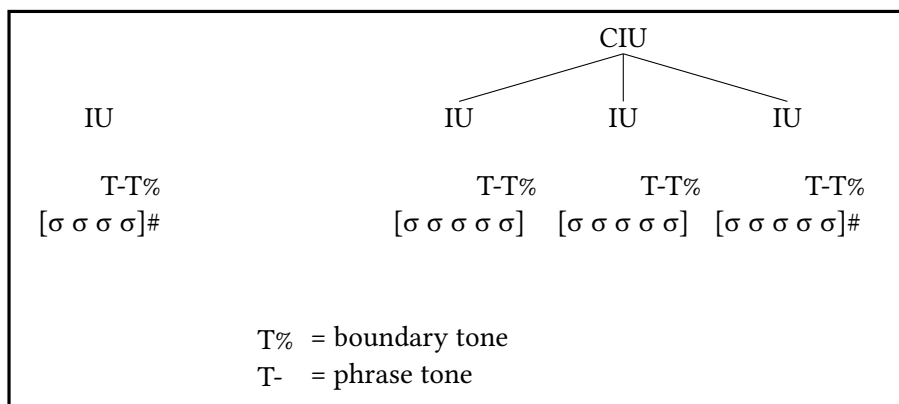 CIU
IU IU IU IU
T-T% T-T% T-T% T-T%
[σ σ σ σ]# [σ σ σ σ σ] [σ σ σ σ σ] [σ σ σ σ σ]#
T% = boundary tone
T- = phrase tone